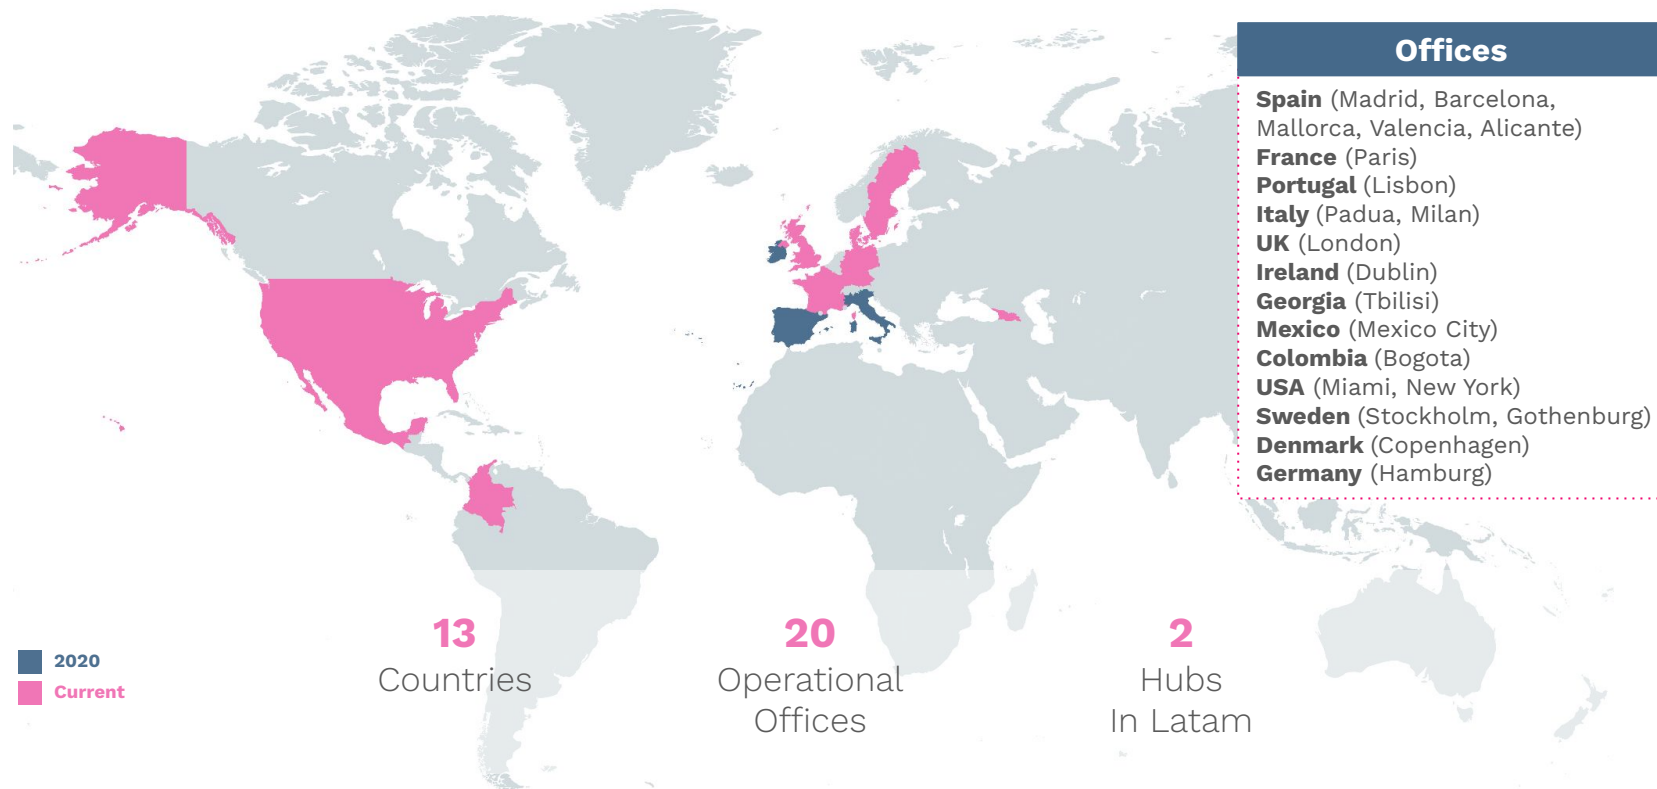 Offices
Spain (Madrid, Barcelona,
Mallorca, Valencia, Alicante)
France (Paris)
Portugal (Lisbon)
Italy (Padua, Milan)
UK (London)
Ireland (Dublin)
Georgia (Tbilisi)
Mexico (Mexico City)
Colombia (Bogota)
USA (Miami, New York)
Sweden (Stockholm, Gothenburg)
Denmark (Copenhagen)
Germany (Hamburg)
2020
Current
13
Countries
20
Operational
Offices
2
Hubs
In Latam